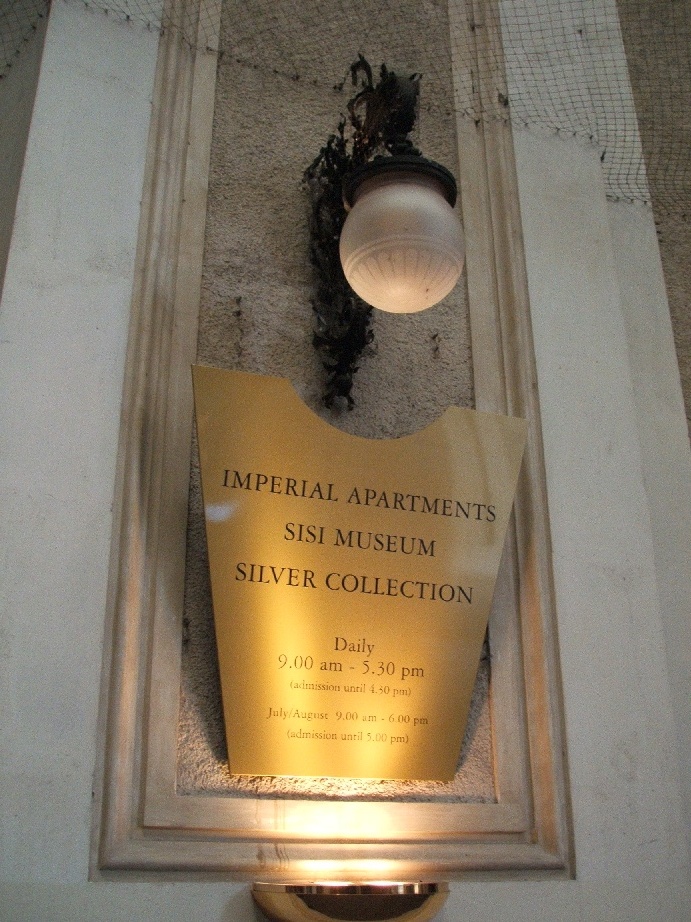 IMPERIAL APARTMENTS
SISI MUSEUM
SILVER COLLECTION
Daily
9.00 am - 5.30 pm
(admission until 4.30 pm)
July/August 9.00 am - 6.00 pm
(admission until 5.00 pm)